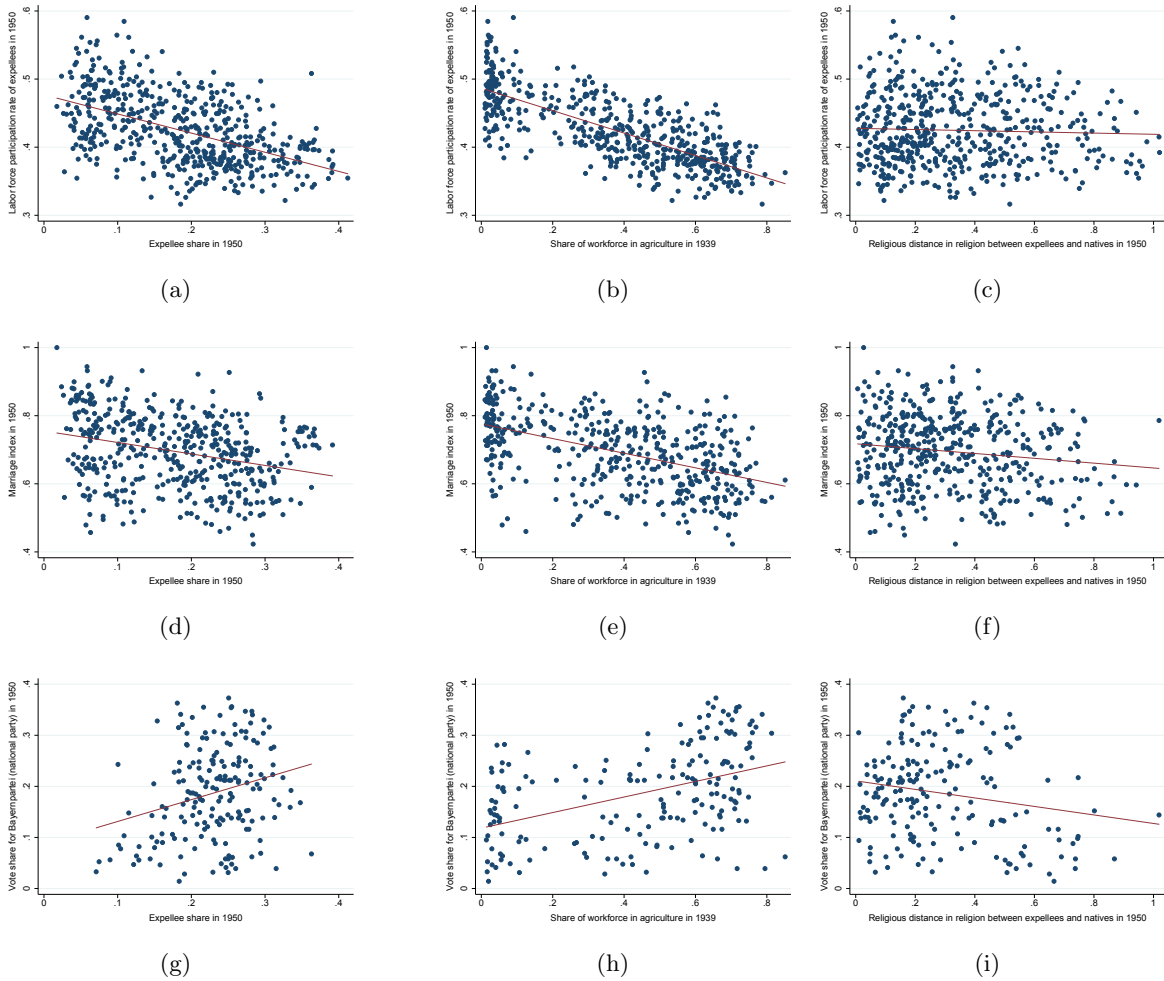 Labor force participation rate of expellees in 1950
.3 .4 .5 .6
0 .1 .2 .3 .4
Expellee share in 1950
(a)
Labor force participation rate of expellees in 1950
.3 .4 .5 .6
0 .2 .4 .6 .8
Share of workforce in agriculture in 1939
(b)
Labor force participation rate of expellees in 1950
.3 .4 .5 .6
0 .2 .4 .6 .8 1
Religious distance in religion between expellees and natives in 1950
(c)
Marriage index in 1950
.4 .6 .8 1
0 .1 .2 .3 .4
Expellee share in 1950
(d)
Marriage index in 1950
.4 .6 .8 1
0 .2 .4 .6 .8
Share of workforce in agriculture in 1939
(e)
Marriage index in 1950
.4 .6 .8 1
0 .2 .4 .6 .8 1
Religious distance in religion between expellees and natives in 1950
(f)
Vote share for Bayernpartei (national party) in 1950
0 .1 .2 .3 .4
0 .1 .2 .3 .4
Expellee share in 1950
(g)
Vote share for Bayernpartei (national party) in 1950
0 .1 .2 .3 .4
0 .2 .4 .6 .8
Share of workforce in agriculture in 1939
(h)
Vote share for Bayernpartei (national party) in 1950
0 .1 .2 .3 .4
0 .2 .4 .6 .8 1
Religious distance in religion between expellees and natives in 1950
(i)